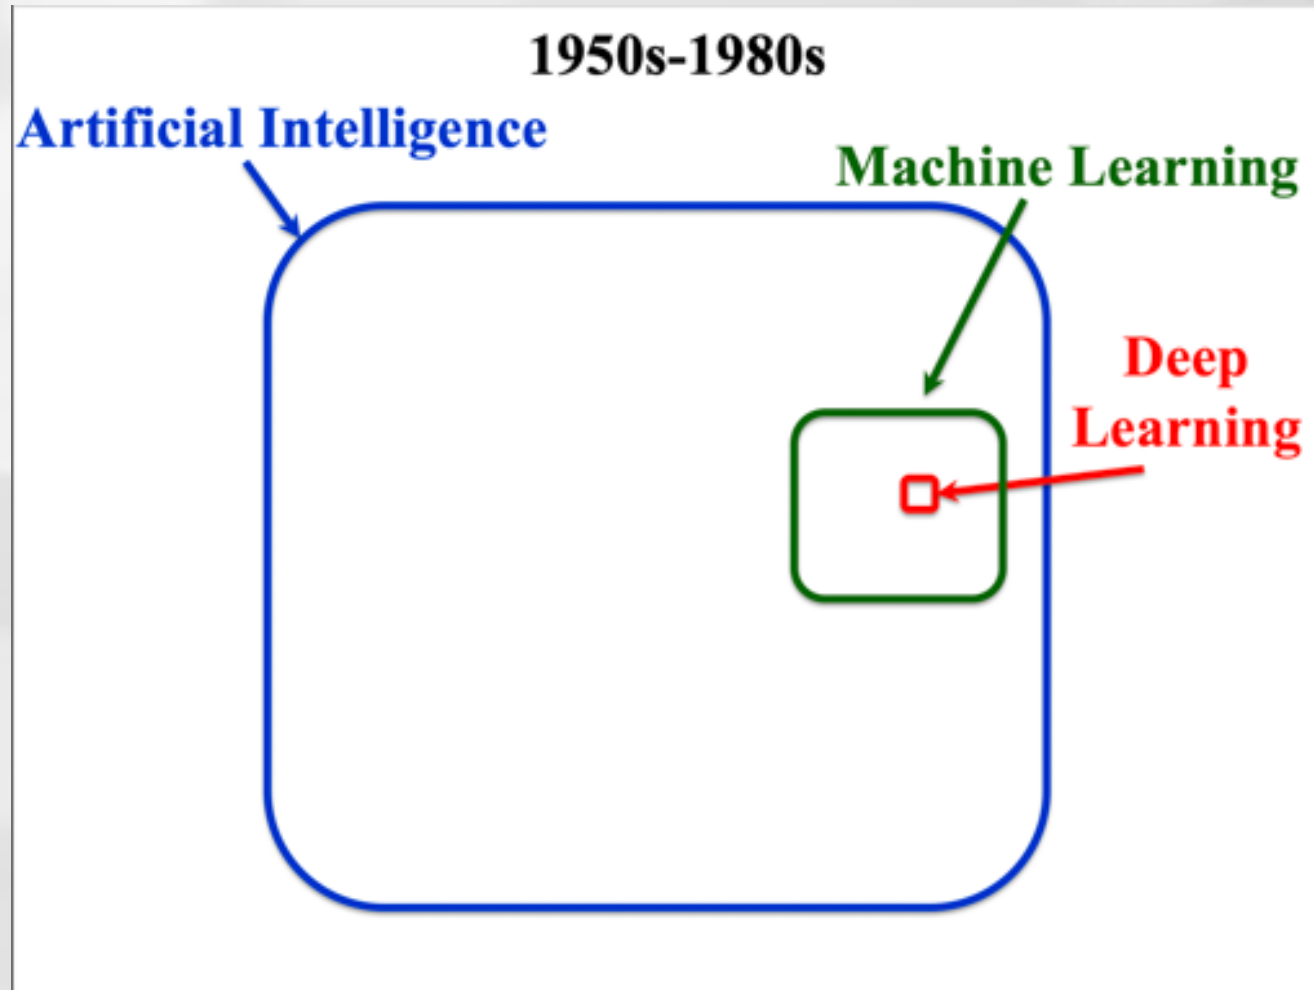 1950s-1980s
Artificial Intelligence
Machine Learning
Deep
Learning